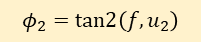 ϕ₂ = tan2(f, u₂)